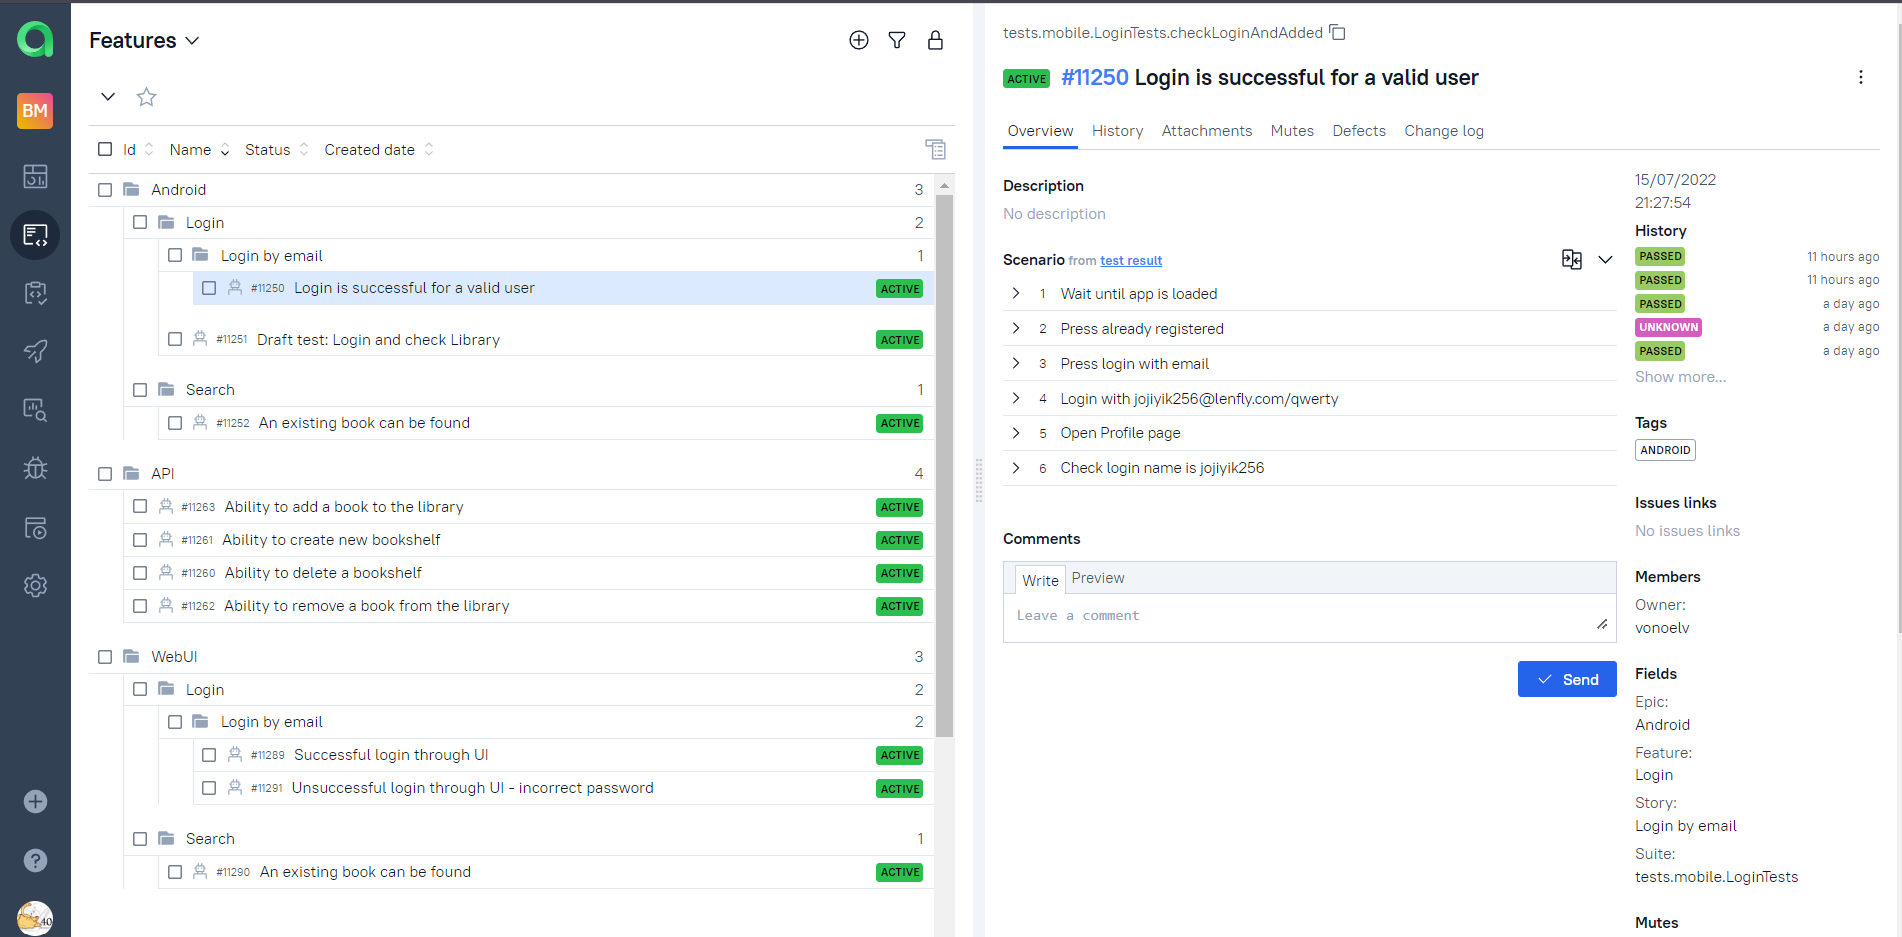 BM
40
Features
Id Name Status Created date
Android 3
Login 2
Login by email 1
#11250 Login is successful for a valid user ACTIVE
#11251 Draft test: Login and check Library ACTIVE
Search 1
#11252 An existing book can be found ACTIVE
API 4
#11263 Ability to add a book to the library ACTIVE
#11261 Ability to create new bookshelf ACTIVE
#11260 Ability to delete a bookshelf ACTIVE
#11262 Ability to remove a book from the library ACTIVE
WebUI 3
Login 2
Login by email 2
#11289 Successful login through UI ACTIVE
#11291 Unsuccessful login through UI - incorrect password ACTIVE
Search 1
#11290 An existing book can be found ACTIVE
tests.mobile.LoginTests.checkLoginAndAdded
ACTIVE #11250 Login is successful for a valid user
Overview History Attachments Mutes Defects Change log
Description
No description
Scenario from test result
1 Wait until app is loaded
2 Press already registered
3 Press login with email
4 Login with jojiyik256@lenfly.com/qwerty
5 Open Profile page
6 Check login name is jojiyik256
Comments
Write Preview
Leave a comment
Send
15/07/2022
21:27:54
History
PASSED 11 hours ago
PASSED 11 hours ago
PASSED a day ago
UNKNOWN a day ago
PASSED a day ago
Show more...
Tags
ANDROID
Issues links
No issues links
Members
Owner:
vonoelv
Fields
Epic:
Android
Feature:
Login
Story:
Login by email
Suite:
tests.mobile.LoginTests
Mutes